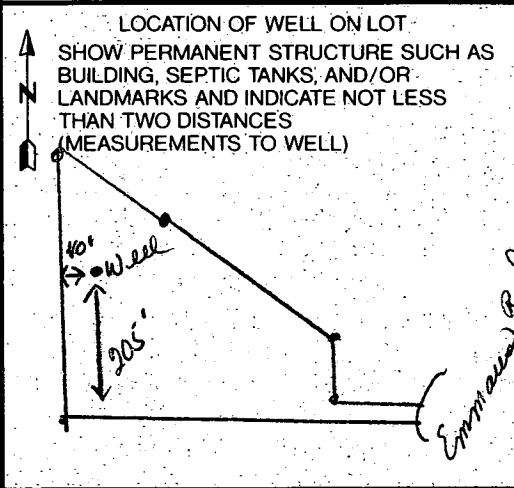 LOCATION OF WELL ON LOT
SHOW PERMANENT STRUCTURE SUCH AS
BUILDING, SEPTIC TANKS, AND/OR
LANDMARKS AND INDICATE NOT LESS
THAN TWO DISTANCES
(MEASUREMENTS TO WELL)
N
40'
Well
205'